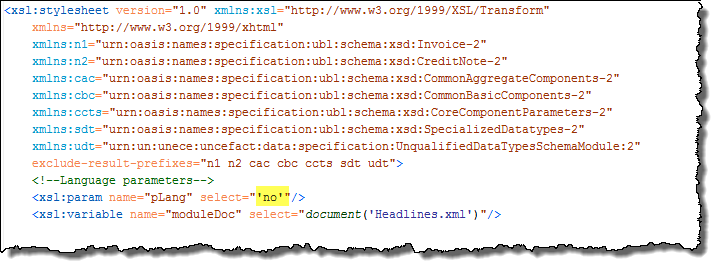 <xsl:stylesheet version="1.0" xmlns:xsl="http://www.w3.org/1999/XSL/Transform"
xmlns="http://www.w3.org/1999/xhtml"
xmlns:n1="urn:oasis:names:specification:ubl:schema:xsd:Invoice-2"
xmlns:n2="urn:oasis:names:specification:ubl:schema:xsd:CreditNote-2"
xmlns:cac="urn:oasis:names:specification:ubl:schema:xsd:CommonAggregateComponents-2"
xmlns:cbc="urn:oasis:names:specification:ubl:schema:xsd:CommonBasicComponents-2"
xmlns:ccts="urn:oasis:names:specification:ubl:schema:xsd:CoreComponentParameters-2"
xmlns:sdt="urn:oasis:names:specification:ubl:schema:xsd:SpecializedDatatypes-2"
xmlns:udt="urn:un:unece:uncefact:data:specification:UnqualifiedDataTypesSchemaModule:2"
exclude-result-prefixes="n1 n2 cac cbc ccts sdt udt">
<!--Language parameters-->
<xsl:param name="pLang" select="'no'"/>
<xsl:variable name="moduleDoc" select="document('Headlines.xml')"/>